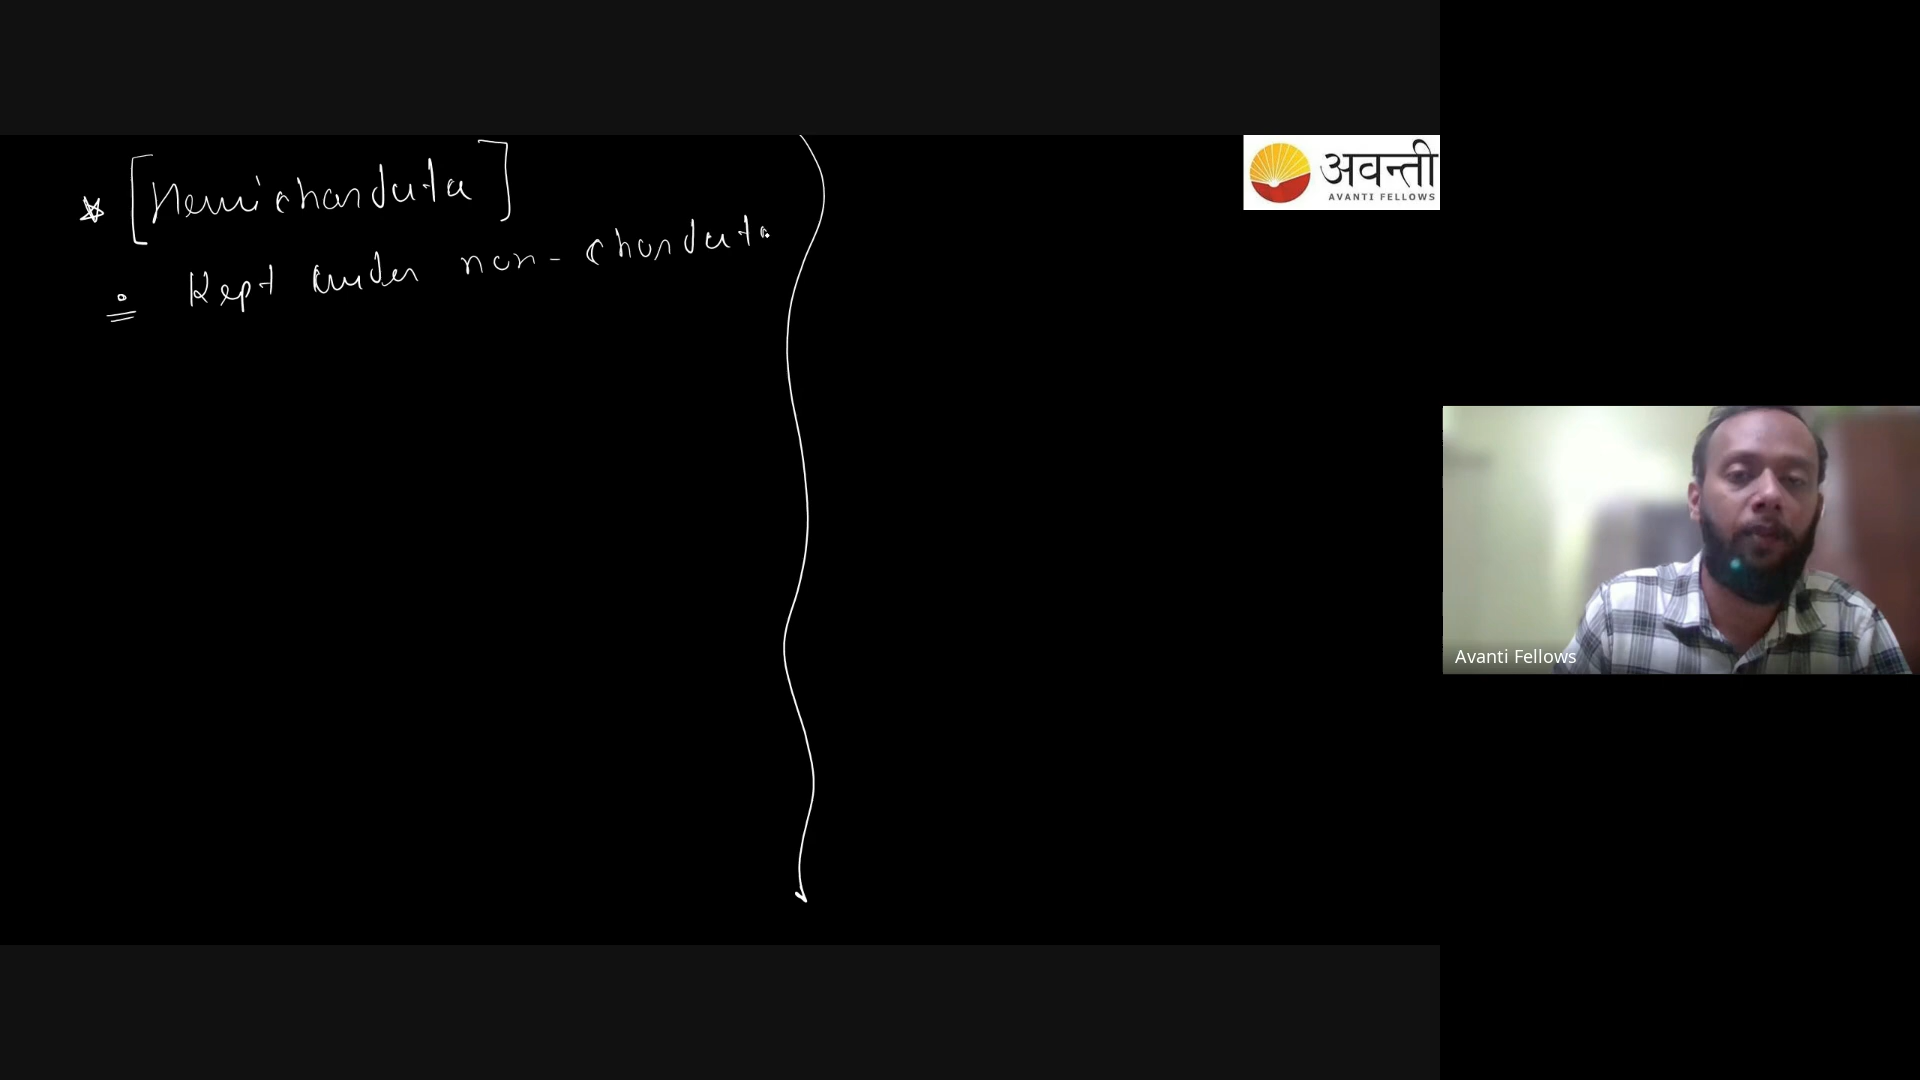 [Hemichordata]
Kept under non-chordata
अवन्ती
AVANTI FELLOWS
Avanti Fellows